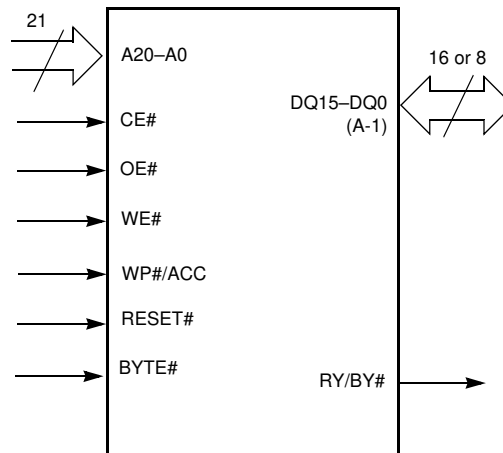 21
A20–A0
16 or 8
CE#
DQ15–DQ0
(A-1)
OE#
WE#
WP#/ACC
RESET#
BYTE#
RY/BY#